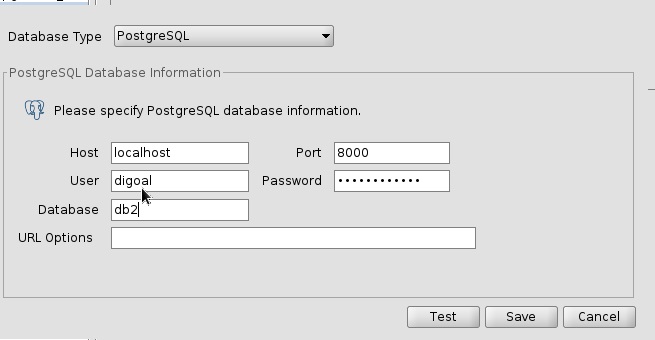 Database Type PostgreSQL
PostgreSQL Database Information
Please specify PostgreSQL database information.
Host localhost Port 8000
User digoal Password ••••••••••••
Database db2
URL Options
Test Save Cancel